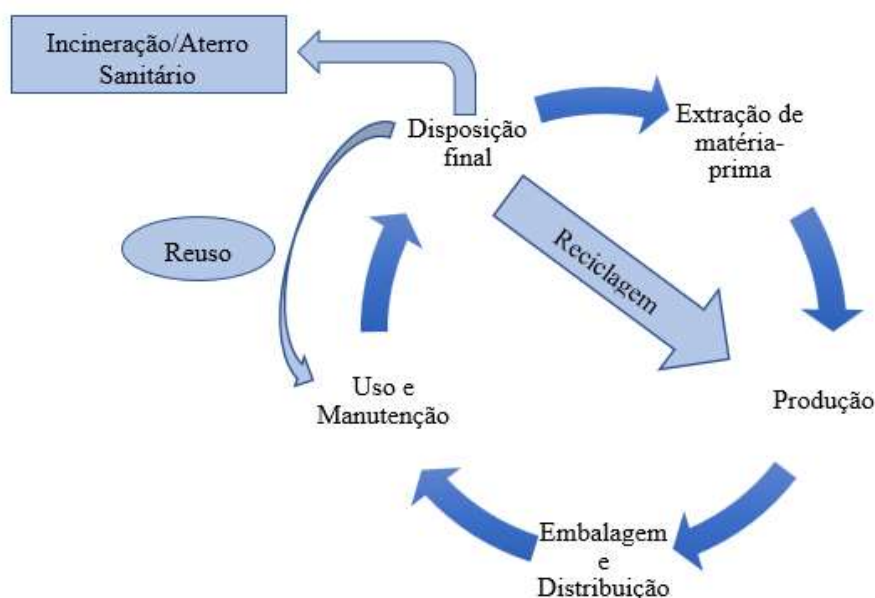 Incineração/Aterro
Sanitário
Disposição
final
Extração de
matéria-
prima
Reuso
Reciclagem
Uso e
Manutenção
Produção
Embalagem
e
Distribuição